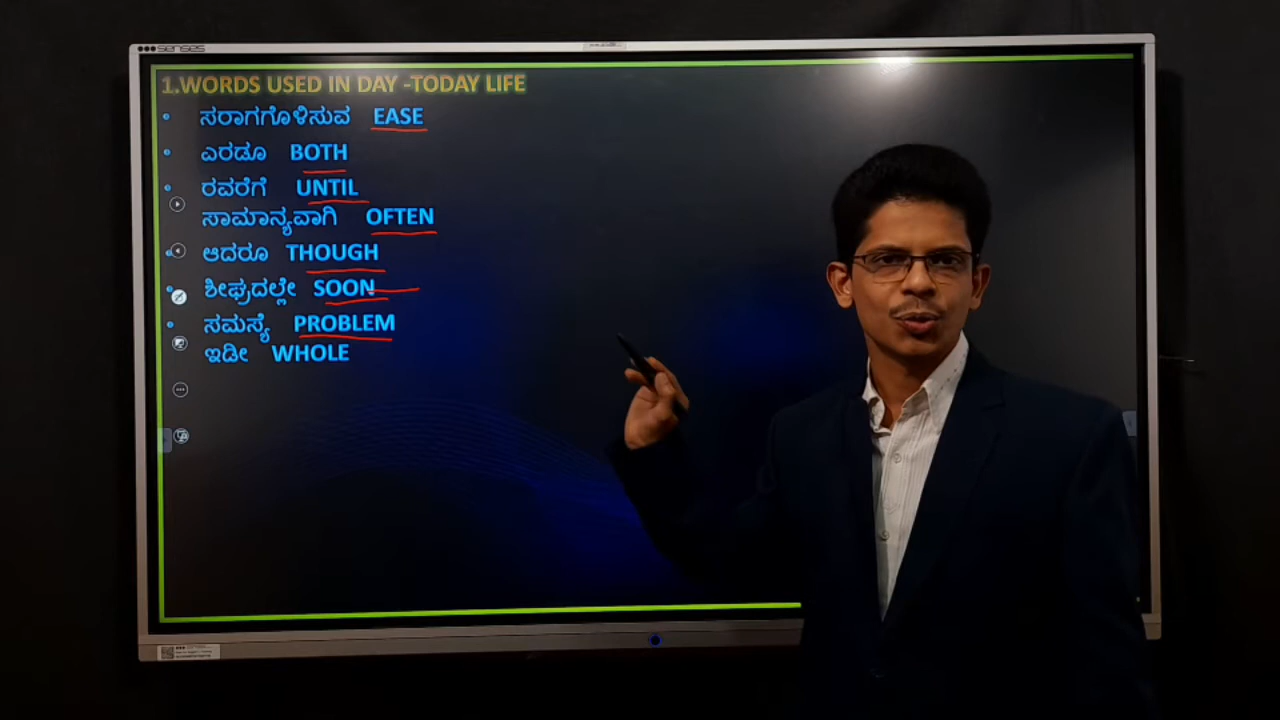 senses
1.WORDS USED IN DAY -TODAY LIFE
ಸರಾಗಗೊಳಿಸುವ EASE
ಎರಡೂ BOTH
ರವರೆಗೆ UNTIL
ಸಾಮಾನ್ಯವಾಗಿ OFTEN
ಆದರೂ THOUGH
ಶೀಘ್ರದಲ್ಲೇ SOON
ಸಮಸ್ಯೆ PROBLEM
ಇಡೀ WHOLE